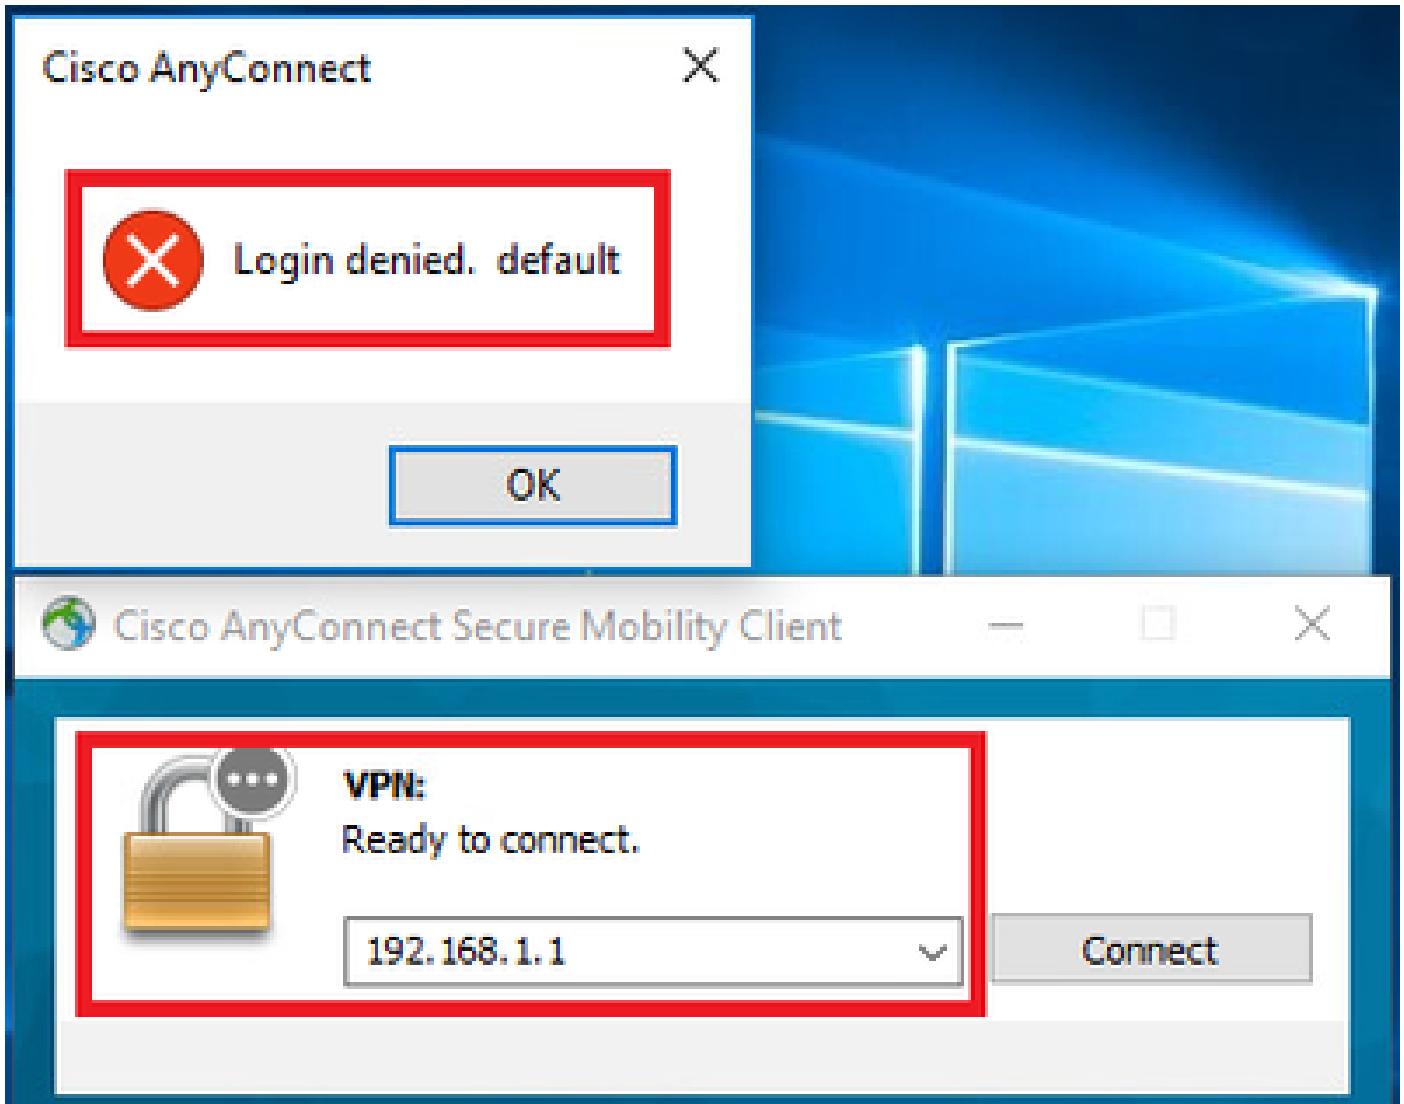 Cisco AnyConnect
Login denied.  default
OK
Cisco AnyConnect Secure Mobility Client
VPN:
Ready to connect.
192.168.1.1
Connect